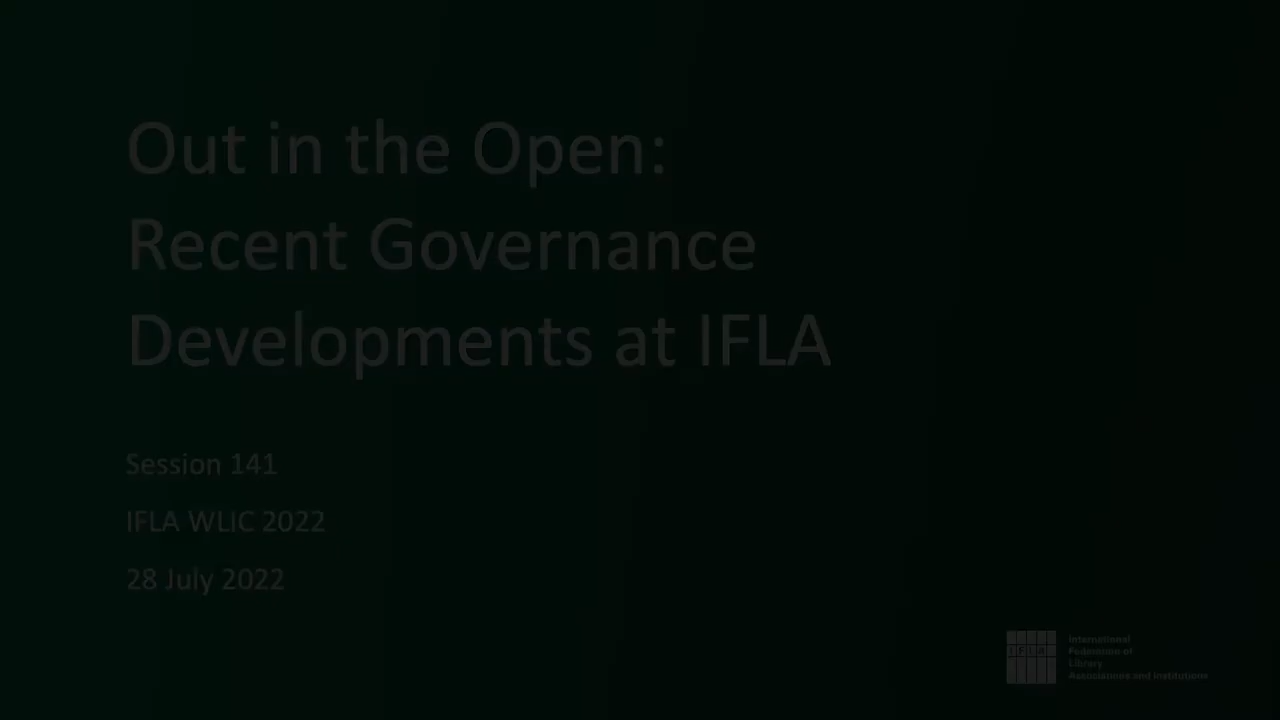 Out in the Open:
Recent Governance
Developments at IFLA
Session 141
IFLA WLIC 2022
28 July 2022
IFLA
International
Federation of
Library
Associations and Institutions